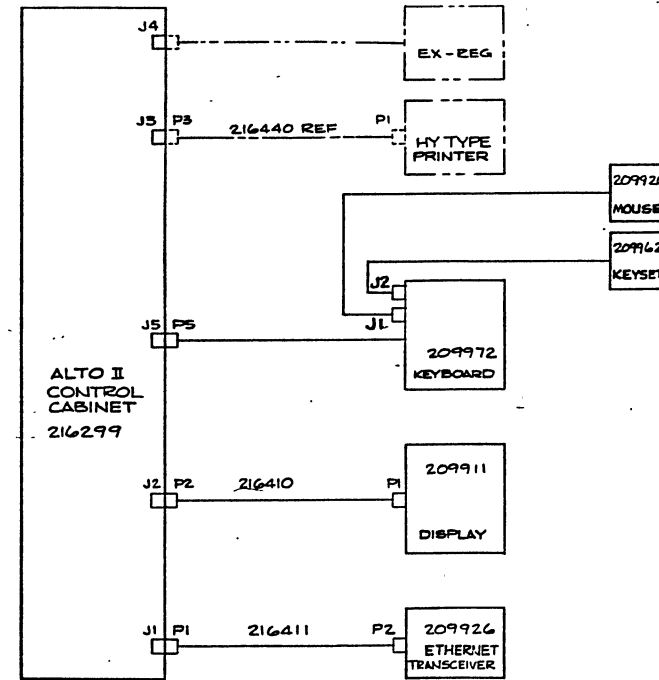 J4
EX-REG
J3 P3
216440 REF
P1
HY TYPE
PRINTER
MOUSE
KEYSET
J2
J1
J5 P5
209972
KEYBOARD
ALTO II
CONTROL
CABINET
216299
J2 P2
216410
P1
209911
DISPLAY
J1 P1
216411
P2
209926
ETHERNET
TRANSCEIVER